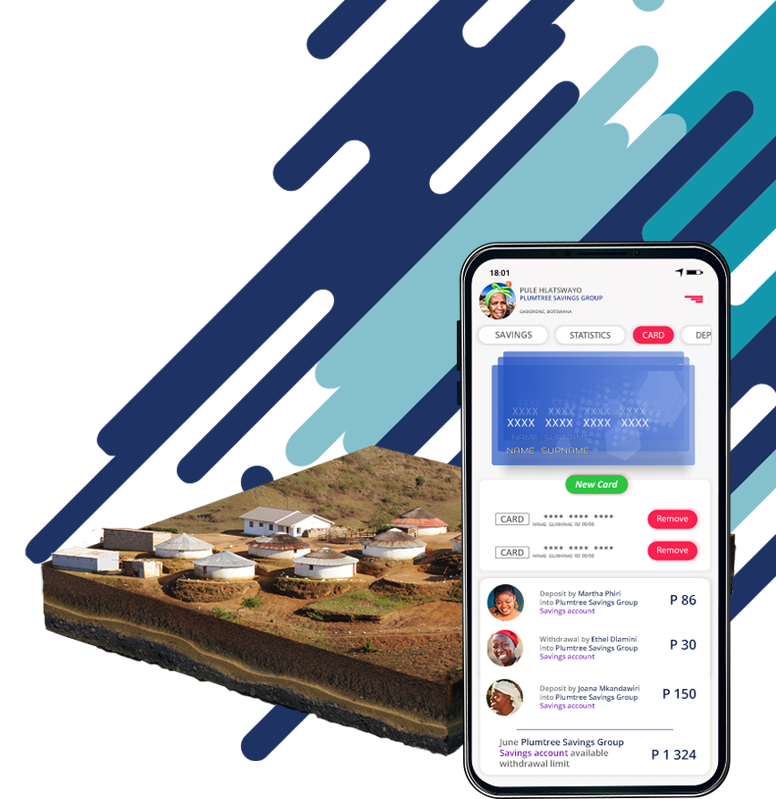 18:01
PULE HLATSWAYO
PLUMTREE SAVINGS GROUP
GABORONE, BOTSWANA
SAVINGS
STATISTICS
CARD
DEP
XXXX XXXX XXXX XXXX
XXXX XXXX XXXX XXXX
NAME SURNAME
NAME SURNAME
New Card
CARD
**** **** ****
NAME SURNAME 02 00/00
Remove
CARD
**** **** ****
NAME SURNAME 02 00/00
Remove
Deposit by Martha Phiri
into Plumtree Savings Group
Savings account
P 86
Withdrawal by Ethel Dlamini
into Plumtree Savings Group
Savings account
P 30
Deposit by Joana Mkandawiri
into Plumtree Savings Group
Savings account
P 150
June Plumtree Savings Group
Savings account available
withdrawal limit
P 1 324